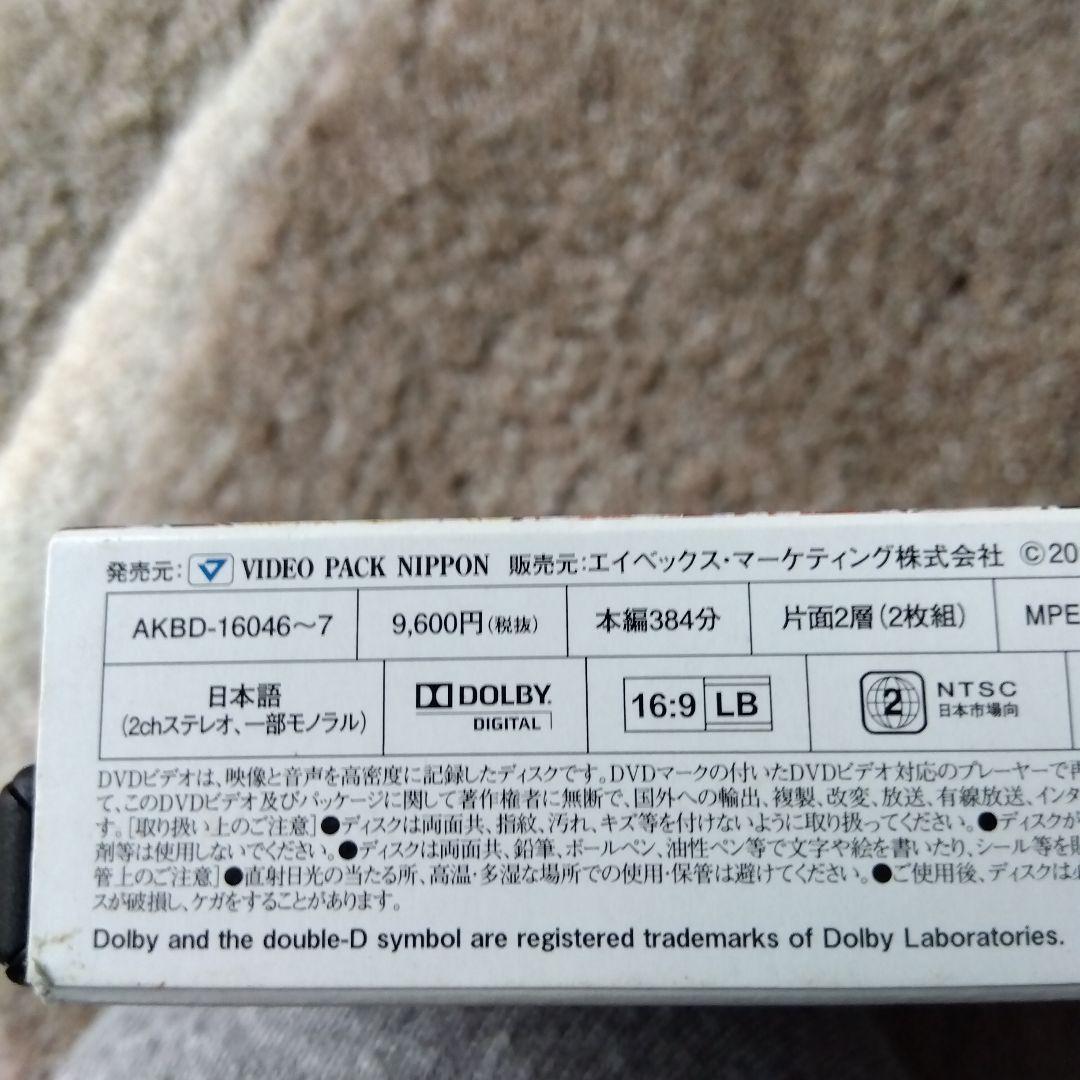 発売元: VIDEO PACK NIPPON 販売元:エイベックス・マーケティング株式会社 ©20
AKBD-16046～7 9,600円(税抜) 本編384分 片面2層(2枚組) MPE
日本語 DOLBY. 16:9 LB 2 NTSC
(2chステレオ、一部モノラル) DIGITAL 日本市場向
DVDビデオは、映像と音声を高密度に記録したディスクです。DVDマークの付いたDVDビデオ対応のプレーヤーで再
て、このDVDビデオ及びパッケージに関して著作権者に無断で、国外への輸出、複製、改変、放送、有線放送、インタ
す。[取り扱い上のご注意]●ディスクは両面共、指紋、汚れ、キズ等を付けないように取り扱ってください。●ディスクが
剤等は使用しないでください。●ディスクは両面共、鉛筆、ボールペン、油性ペン等で文字や絵を書いたり、シール等を貼
管上のご注意]●直射日光の当たる所、高温・多湿な場所での使用・保管は避けてください。●ご使用後、ディスクは必
スが破損し、ケガをすることがあります。
Dolby and the double-D symbol are registered trademarks of Dolby Laboratories.